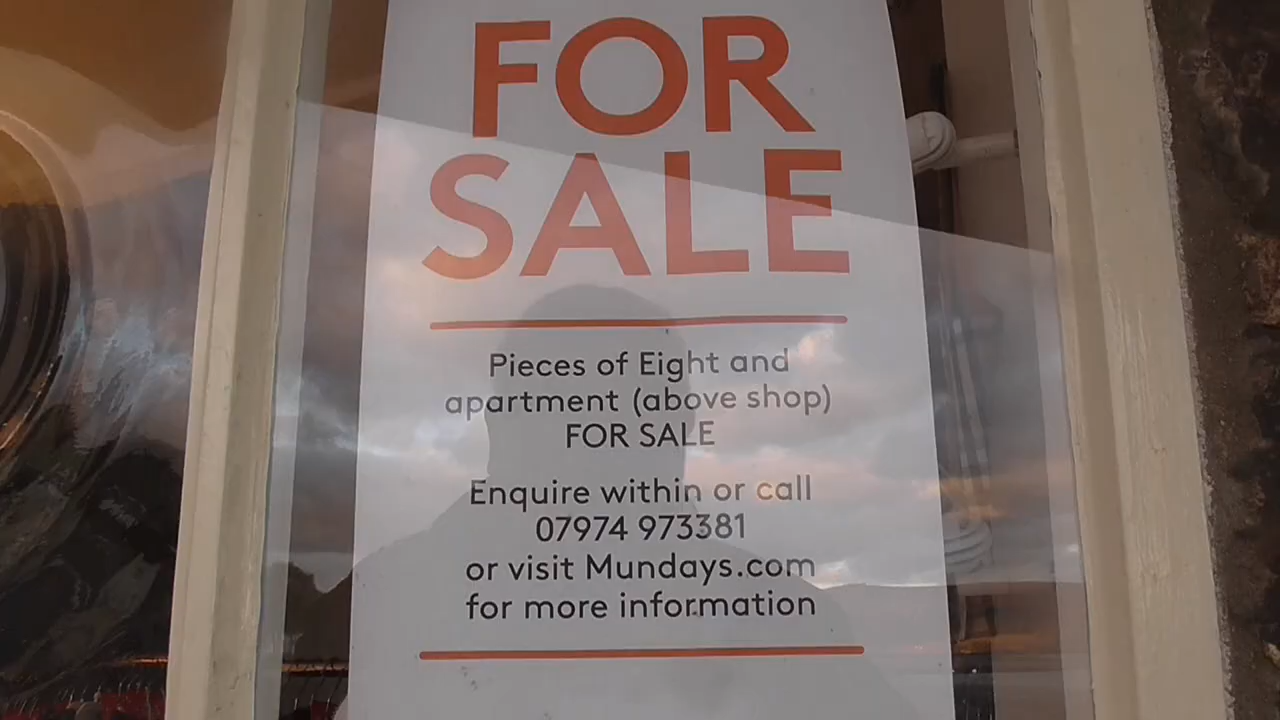 FOR
SALE
Pieces of Eight and
apartment (above shop)
FOR SALE
Enquire within or call
07974 973381
or visit Mundays.com
for more information